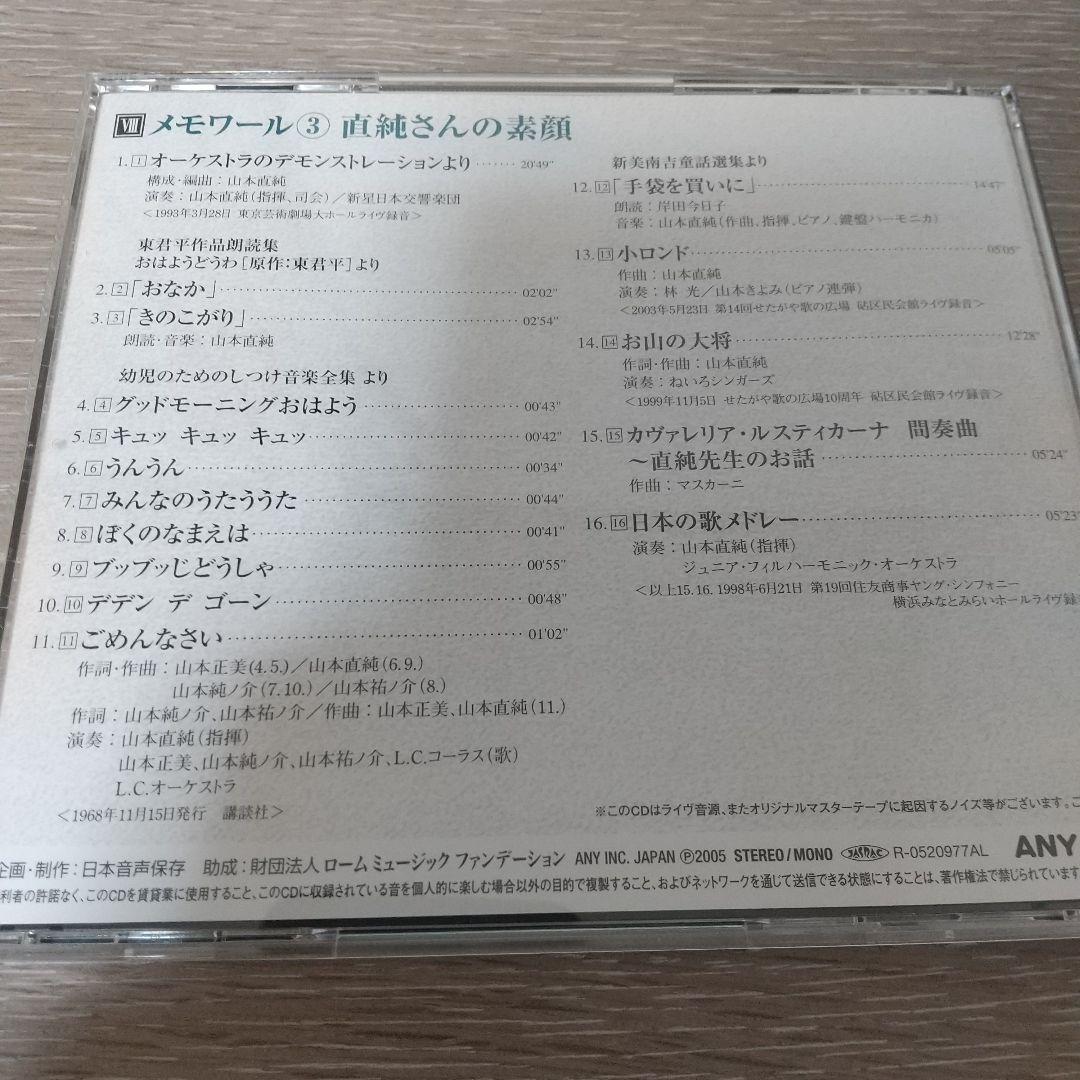 VIII メモワール③ 直純さんの素顔
1. 1 オーケストラのデモンストレーションより ······· 20'49"
構成・編曲：山本直純
演奏：山本直純（指揮、司会）／新星日本交響楽団
＜1993年3月28日 東京芸術劇場大ホールライヴ録音＞
東君平作品朗読集
おはようどうわ［原作：東君平］より
2. 2 「おなか」 ······· 02'02"
3. 3 「きのこがり」 ······· 02'54"
朗読・音楽：山本直純
幼児のためのしつけ音楽全集 より
4. 4 グッドモーニングおはよう ······· 00'43"
5. 5 キュッ キュッ キュッ ······· 00'42"
6. 6 うんうん ······· 00'34"
7. 7 みんなのうたううた ······· 00'44"
8. 8 ぼくのなまえは ······· 00'41"
9. 9 ブッブッじどうしゃ ······· 00'55"
10. 10 デデン デ ゴーン ······· 00'48"
11. 11 ごめんなさい ······· 01'02"
作詞・作曲：山本正美(4.5.)／山本直純(6.9.)
山本純ノ介(7.10.)／山本祐ノ介(8.)
作詞：山本純ノ介、山本祐ノ介／作曲：山本正美、山本直純(11.)
演奏：山本直純（指揮）
山本正美、山本純ノ介、山本祐ノ介、L.C.コーラス（歌）
L.C.オーケストラ
＜1968年11月15日発行 講談社＞
新美南吉童話選集より
12. 12 「手袋を買いに」 ······· 14'47"
朗読：岸田今日子
音楽：山本直純（作曲、指揮、ピアノ、鍵盤ハーモニカ）
13. 13 小ロンド ······· 05'05"
作曲：山本直純
演奏：林 光／山本きよみ（ピアノ連弾）
＜2003年5月23日 第14回せたがや歌の広場 砧区民会館ライヴ録音＞
14. 14 お山の大将 ······· 12'28"
作詞・作曲：山本直純
演奏：ねいろシンガーズ
＜1999年11月5日 せたがや歌の広場10周年 砧区民会館ライヴ録音＞
15. 15 カヴァレリア・ルスティカーナ 間奏曲
～直純先生のお話 ······· 05'24"
作曲：マスカーニ
16. 16 日本の歌メドレー ······· 05'23"
演奏：山本直純（指揮）
ジュニア・フィルハーモニック・オーケストラ
＜以上15.16. 1998年6月21日 第19回住友商事ヤング・シンフォニー
横浜みなとみらいホールライヴ録
※このCDはライヴ音源、またオリジナルマスターテープに起因するノイズ等がございます。ご
企画・制作：日本音声保存 助成：財団法人 ローム ミュージック ファンデーション ANY INC. JAPAN ℗2005 STEREO/MONO JASRAC R-0520977AL ANY
利者の許諾なく、このCDを賃貸業に使用すること、このCDに収録されている音を個人的に楽しむ場合以外の目的で複製すること、およびネットワークを通じて送信できる状態にすることは、著作権法で禁じられています